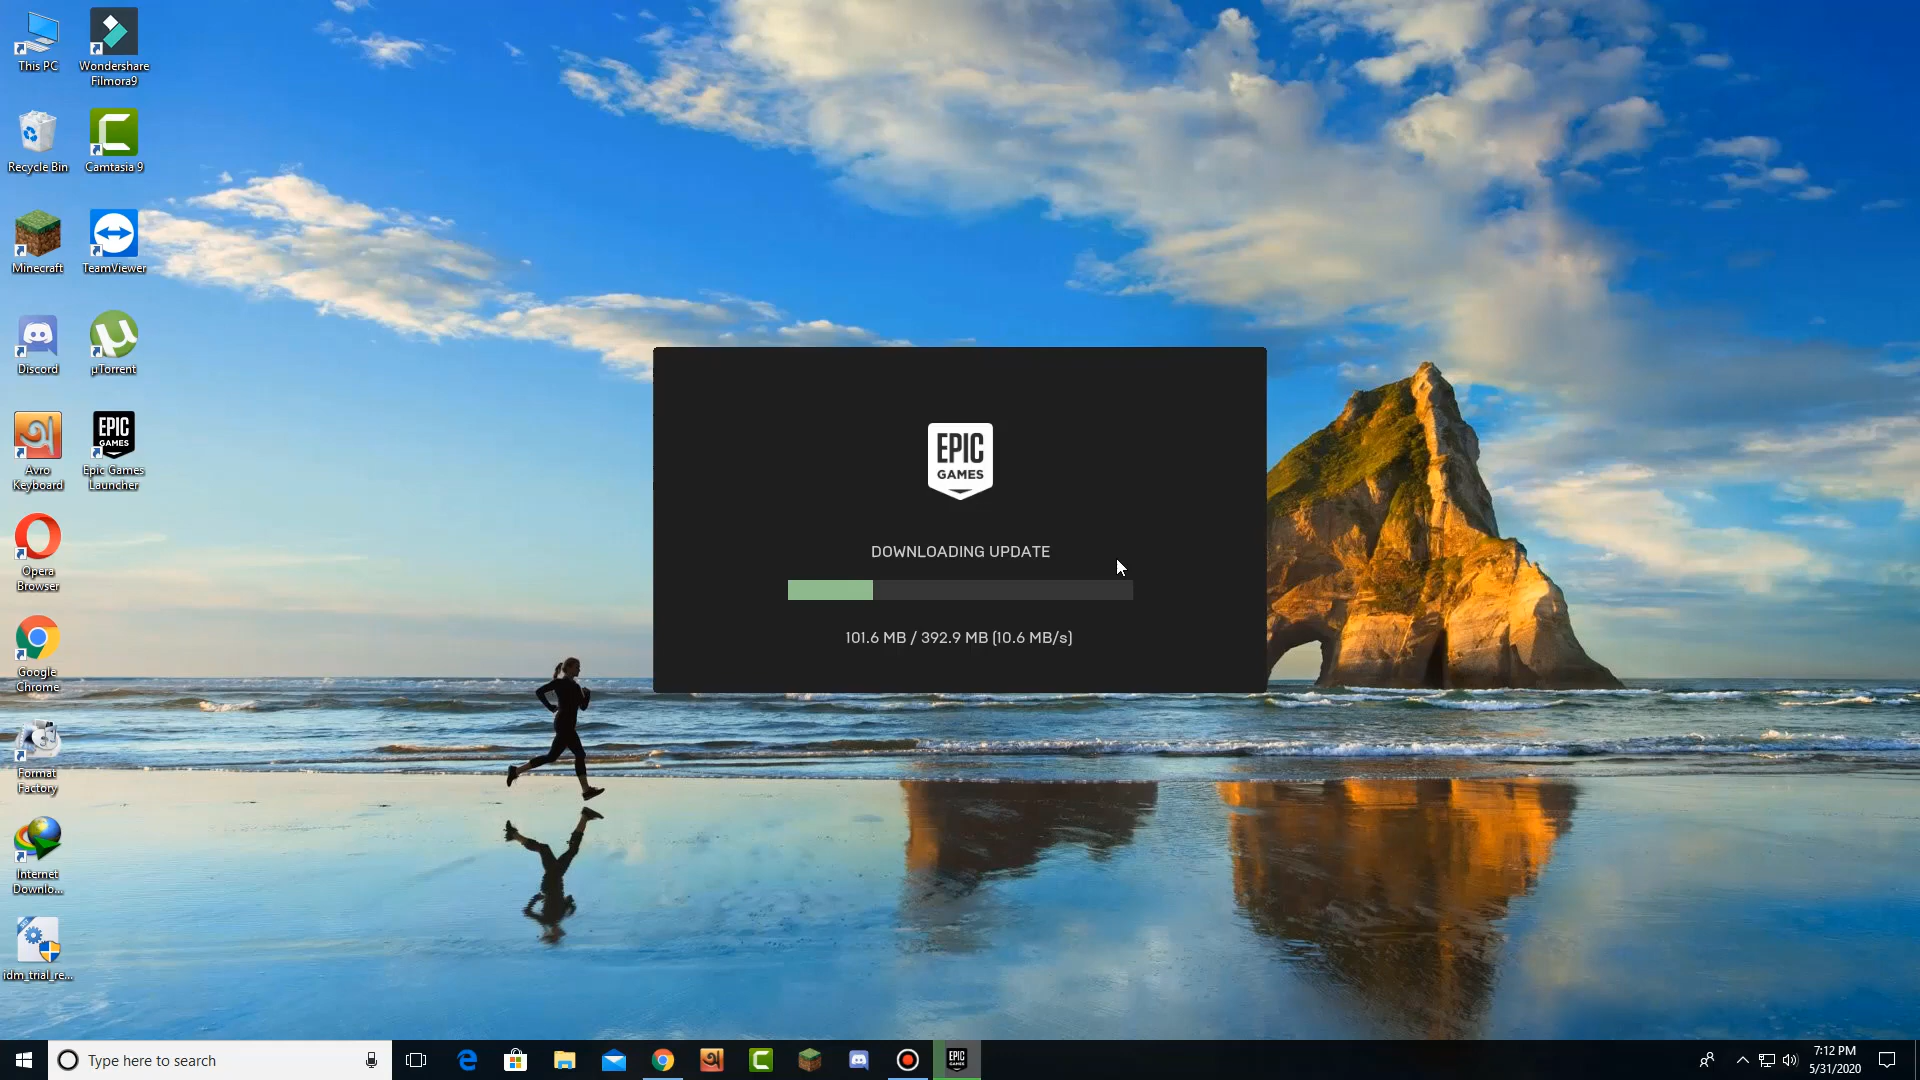 This PC
Wondershare
Filmora9
Recycle Bin
Camtasia 9
Minecraft
TeamViewer
Discord
µTorrent
Avro
Keyboard
EPIC
GAMES
Epic Games
Launcher
Opera
Browser
Google
Chrome
Format
Factory
Internet
Downlo...
idm_trial_re...
EPIC
GAMES
DOWNLOADING UPDATE
101.6 MB / 392.9 MB (10.6 MB/s)
Type here to search
EPIC
GAMES
7:12 PM
5/31/2020